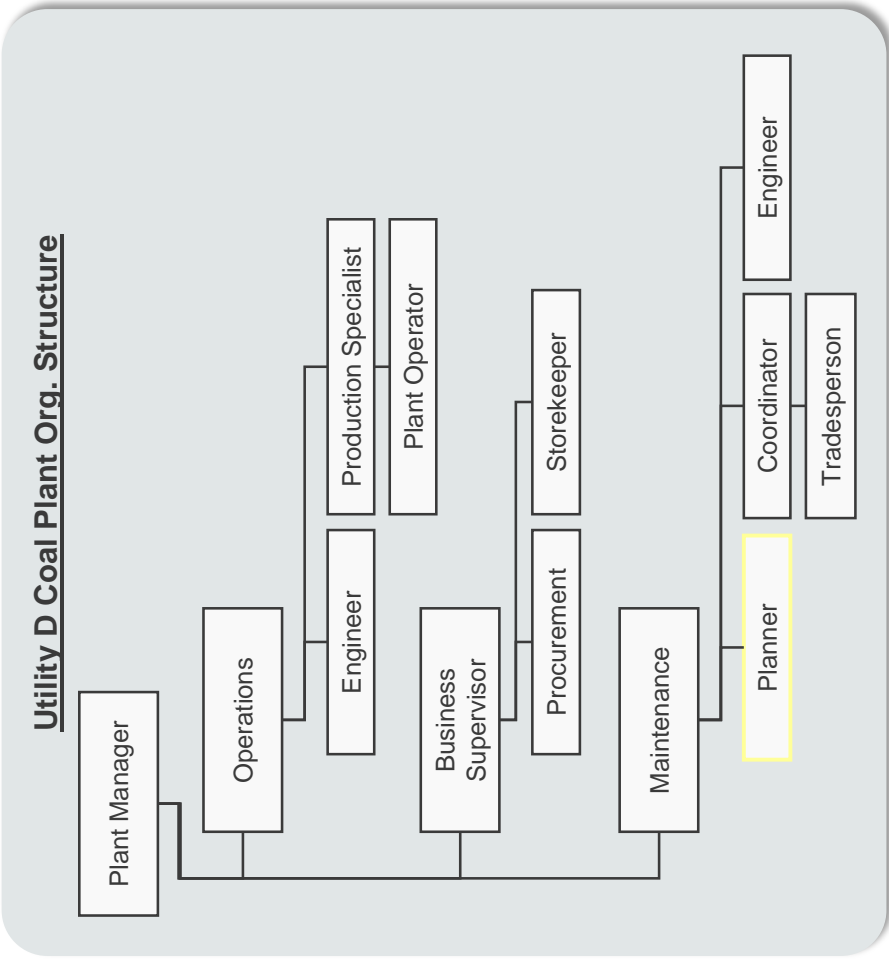 Utility D Coal Plant Org. Structure
Plant Manager
Operations
Engineer
Production Specialist
Plant Operator
Business
Supervisor
Procurement
Storekeeper
Maintenance
Planner
Coordinator
Engineer
Tradesperson